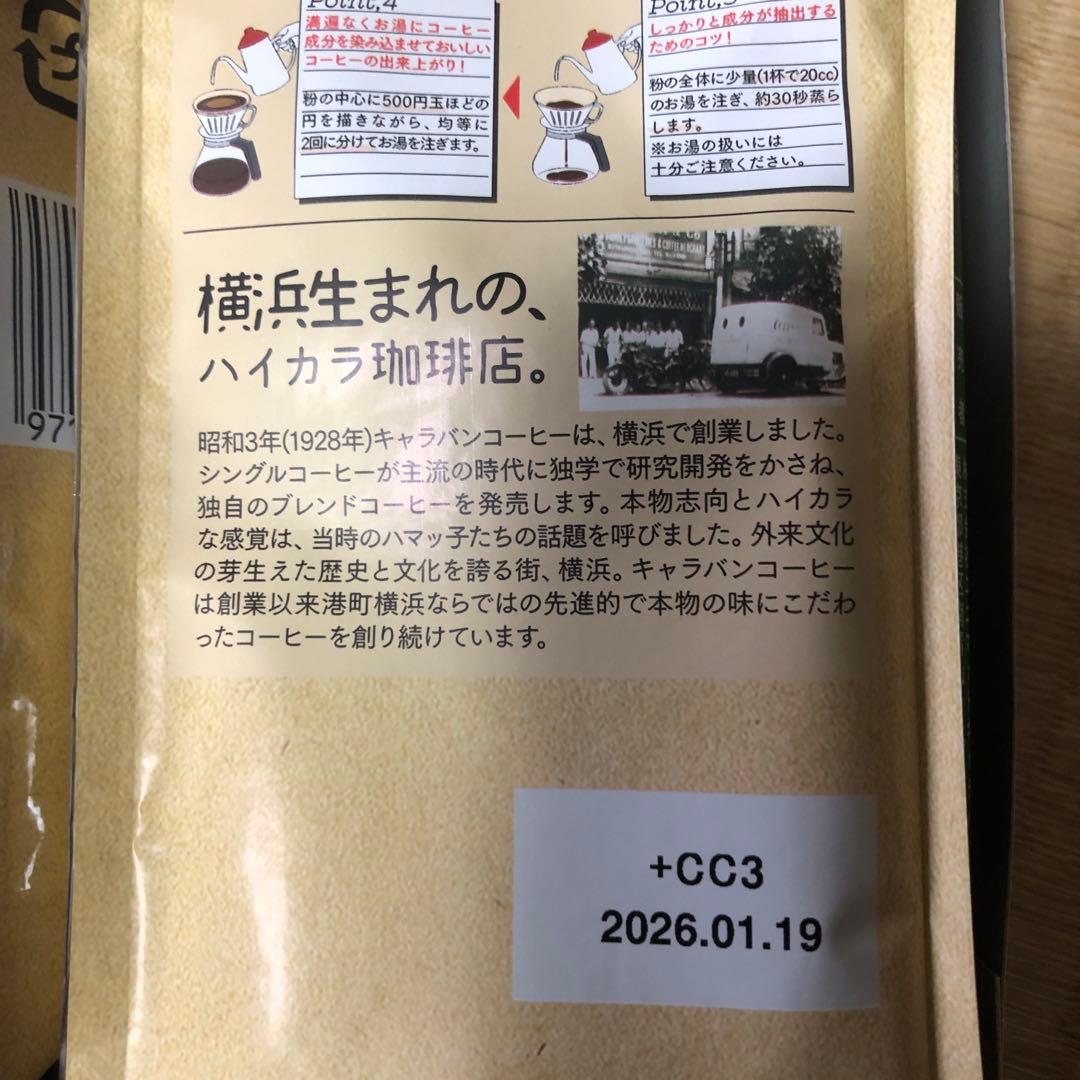 Point,4
満遍なくお湯にコーヒー
成分を染み込ませておいしい
コーヒーの出来上がり!
粉の中心に500円玉ほどの
円を描きながら、均等に
2回に分けてお湯を注ぎます。
Point,3
しっかりと成分が抽出する
ためのコツ!
粉の全体に少量(1杯で20cc)
のお湯を注ぎ、約30秒蒸ら
します。
※お湯の扱いには
十分ご注意ください。
横浜生まれの、
ハイカラ珈琲店。
昭和3年(1928年)キャラバンコーヒーは、横浜で創業しました。
シングルコーヒーが主流の時代に独学で研究開発をかさね、
独自のブレンドコーヒーを発売します。本物志向とハイカラ
な感覚は、当時のハマッ子たちの話題を呼びました。外来文化
の芽生えた歴史と文化を誇る街、横浜。キャラバンコーヒー
は創業以来港町横浜ならではの先進的で本物の味にこだわ
ったコーヒーを創り続けています。
+CC3
2026.01.19